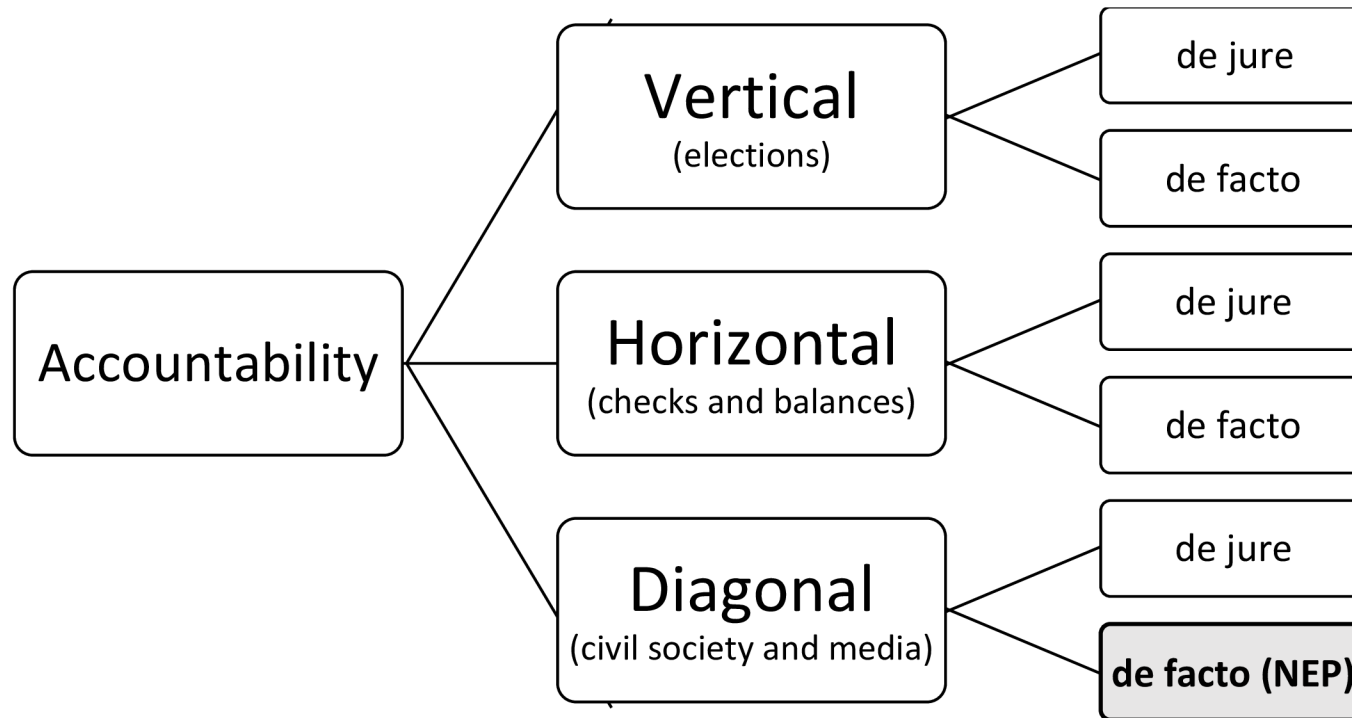 Accountability
Vertical
(elections)
de jure
de facto
Horizontal
(checks and balances)
de jure
de facto
Diagonal
(civil society and media)
de jure
de facto (NEP)